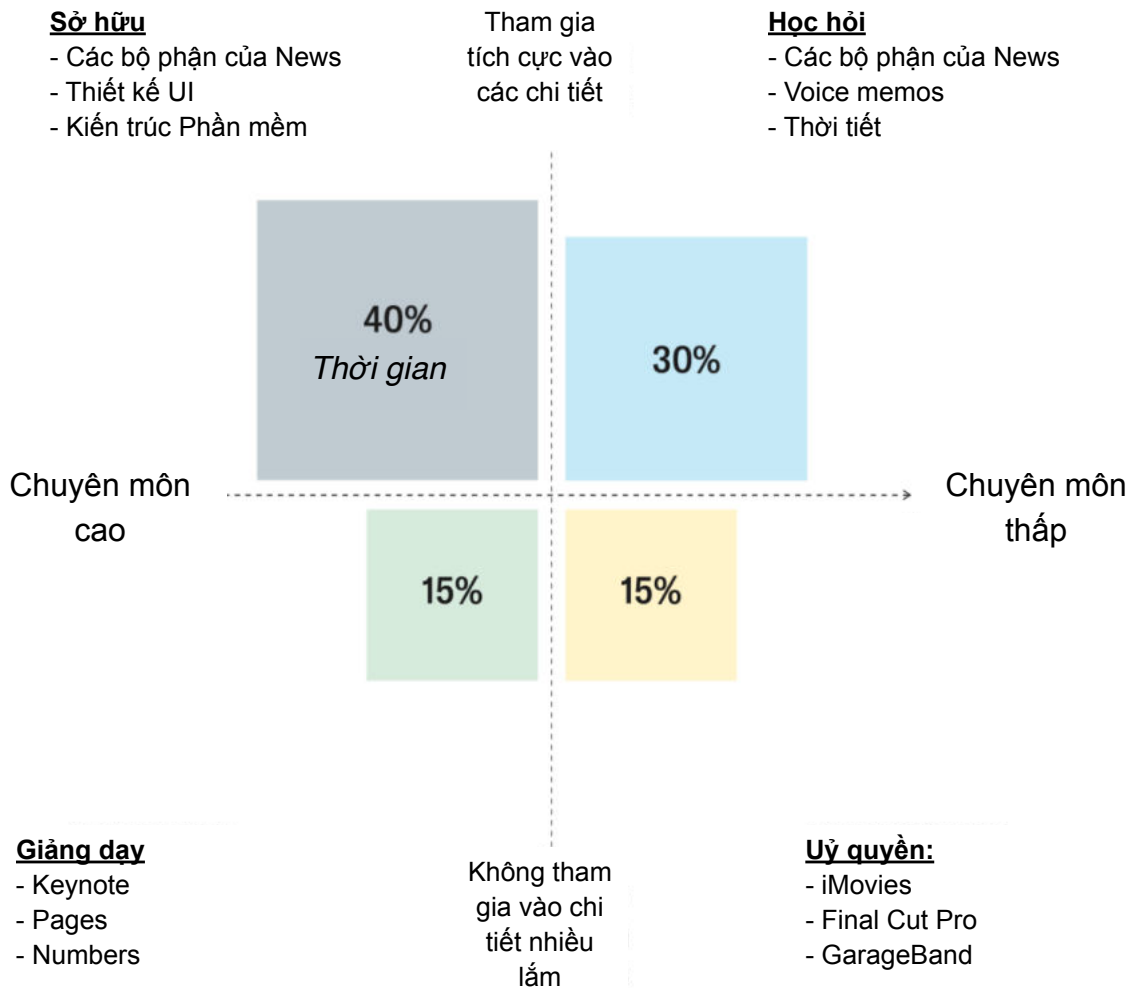 Sở hữu
- Các bộ phận của News
- Thiết kế UI
- Kiến trúc Phần mềm
Tham gia
tích cực vào
các chi tiết
Học hỏi
- Các bộ phận của News
- Voice memos
- Thời tiết
40%
Thời gian
30%
Chuyên môn
cao
Chuyên môn
thấp
15%
15%
Giảng dạy
- Keynote
- Pages
- Numbers
Không tham
gia vào chi
tiết nhiều
lắm
Uỷ quyền:
- iMovies
- Final Cut Pro
- GarageBand